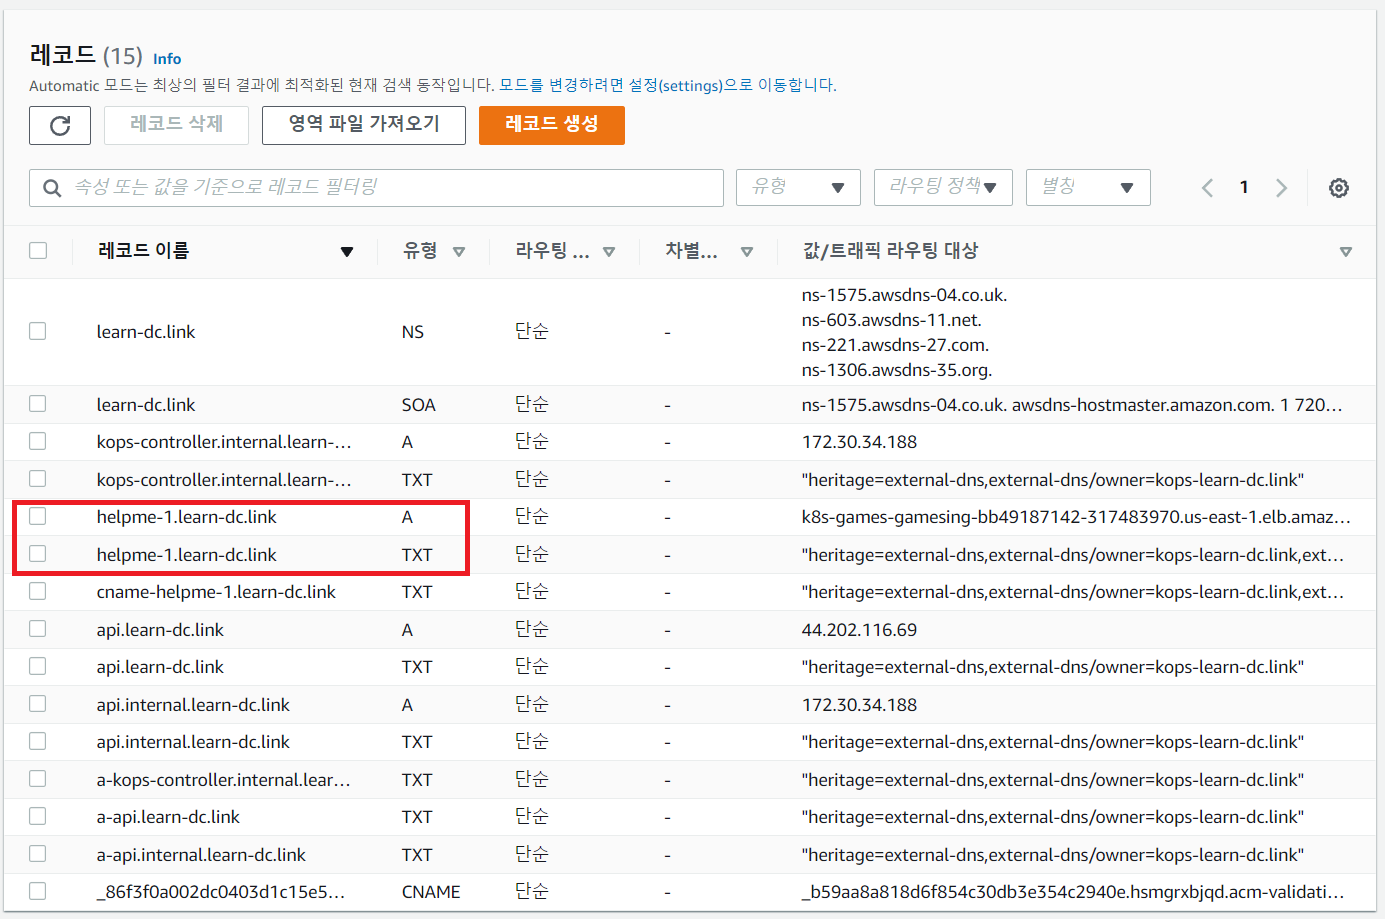 레코드 (15) Info
Automatic 모드는 최상의 필터 결과에 최적화된 현재 검색 동작입니다. 모드를 변경하려면 설정(settings)으로 이동합니다.
레코드 삭제 영역 파일 가져오기 레코드 생성
속성 또는 값을 기준으로 레코드 필터링 유형 라우팅 정책 별칭 1
레코드 이름 유형 라우팅 ... 차별... 값/트래픽 라우팅 대상
ns-1575.awsdns-04.co.uk.
ns-603.awsdns-11.net.
learn-dc.link NS 단순 -
ns-221.awsdns-27.com.
ns-1306.awsdns-35.org.
learn-dc.link SOA 단순 - ns-1575.awsdns-04.co.uk. awsdns-hostmaster.amazon.com. 1 720...
kops-controller.internal.learn-... A 단순 - 172.30.34.188
kops-controller.internal.learn-... TXT 단순 - "heritage=external-dns,external-dns/owner=kops-learn-dc.link"
helpme-1.learn-dc.link A 단순 - k8s-games-gamesing-bb49187142-317483970.us-east-1.elb.amaz...
helpme-1.learn-dc.link TXT 단순 - "heritage=external-dns,external-dns/owner=kops-learn-dc.link,ext...
cname-helpme-1.learn-dc.link TXT 단순 - "heritage=external-dns,external-dns/owner=kops-learn-dc.link,ext...
api.learn-dc.link A 단순 - 44.202.116.69
api.learn-dc.link TXT 단순 - "heritage=external-dns,external-dns/owner=kops-learn-dc.link"
api.internal.learn-dc.link A 단순 - 172.30.34.188
api.internal.learn-dc.link TXT 단순 - "heritage=external-dns,external-dns/owner=kops-learn-dc.link"
a-kops-controller.internal.lear... TXT 단순 - "heritage=external-dns,external-dns/owner=kops-learn-dc.link"
a-api.learn-dc.link TXT 단순 - "heritage=external-dns,external-dns/owner=kops-learn-dc.link"
a-api.internal.learn-dc.link TXT 단순 - "heritage=external-dns,external-dns/owner=kops-learn-dc.link"
_86f3f0a002dc0403d1c15e5... CNAME 단순 - _b59aa8a818d6f854c30db3e354c2940e.hsmgrxbjqd.acm-validati...